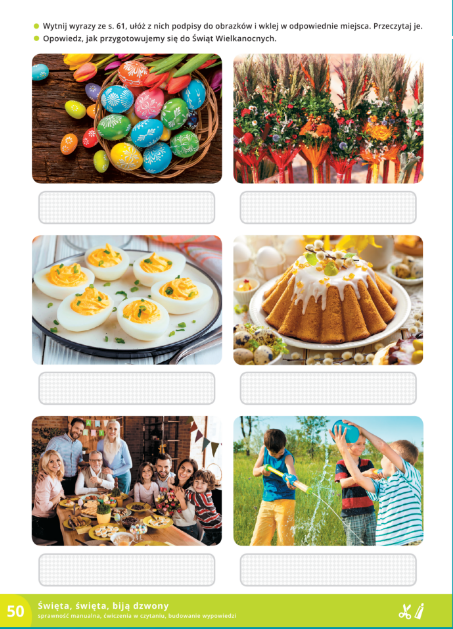 Wytnij wyrazy ze s. 61, ułóż z nich podpisy do obrazków i wklej w odpowiednie miejsca. Przeczytaj je.
Opowiedz, jak przygotowujemy się do Świąt Wielkanocnych.
50
Święta, święta, biją dzwony
sprawność manualna, ćwiczenia w czytaniu, budowanie wypowiedzi